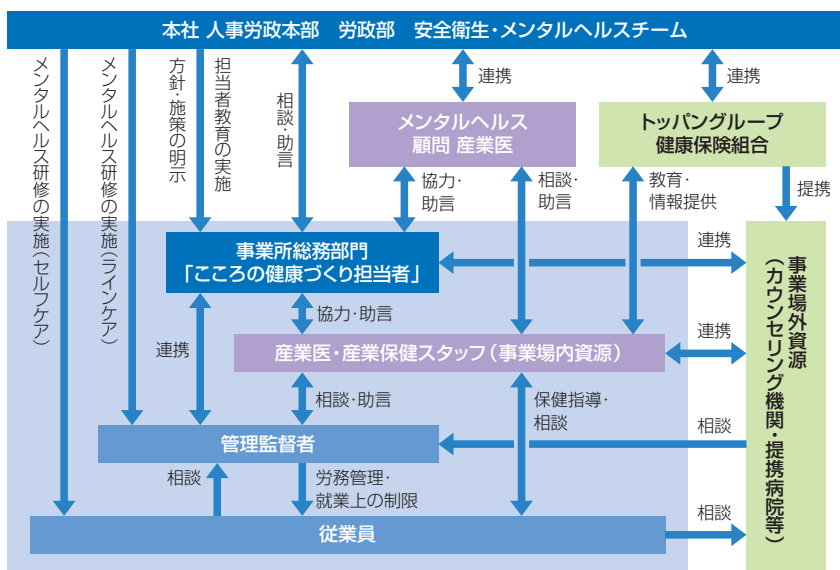 本社 人事労政本部　労政部　安全衛生・メンタルヘルスチーム
メンタルヘルス研修の実施（セルフケア）
メンタルヘルス研修の実施（ラインケア）
方針・施策の明示
担当者教育の実施
相談・助言
連携
連携
メンタルヘルス
顧問 産業医
トッパングループ
健康保険組合
協力・
助言
相談・
助言
教育・
情報提供
提携
事業所総務部門
「こころの健康づくり担当者」
連携
事業場外資源
（カウンセリング機関・提携病院等）
協力・助言
連携
産業医・産業保健スタッフ（事業場内資源）
連携
相談・助言
保健指導・
相談
管理監督者
相談
相談
労務管理・
就業上の制限
従業員
相談